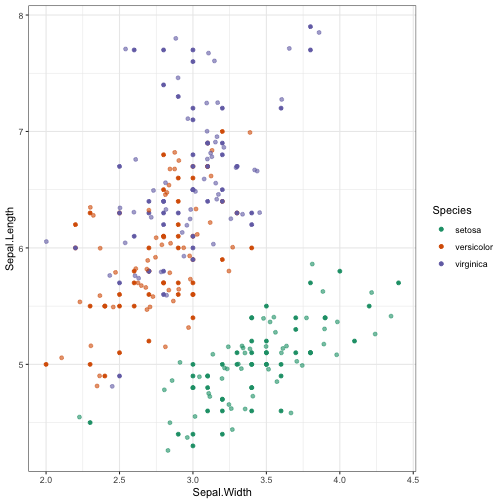 8
7
6
5
Sepal.Length
2.0 2.5 3.0 3.5 4.0 4.5
Sepal.Width
Species
setosa
versicolor
virginica